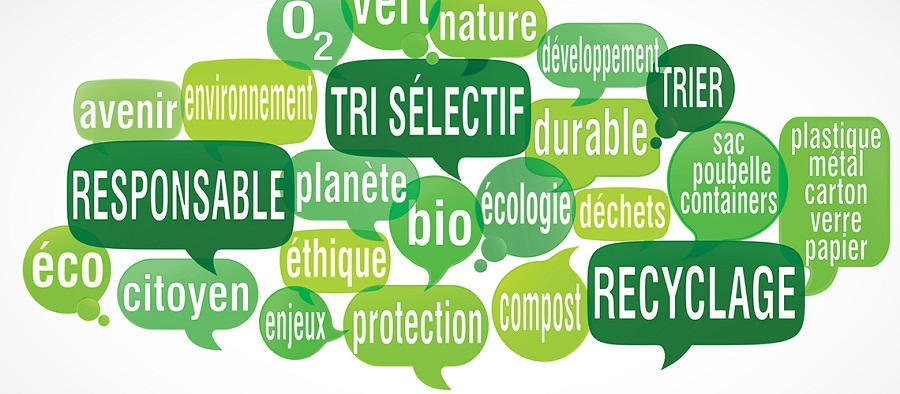 O2
vert
nature
développement
TRIER
avenir
environnement
TRI SÉLECTIF
durable
sac
poubelle
containers
plastique
métal
carton
verre
papier
RESPONSABLE
planète
bio
écologie
déchets
éco
citoyen
éthique
enjeux
protection
compost
RECYCLAGE